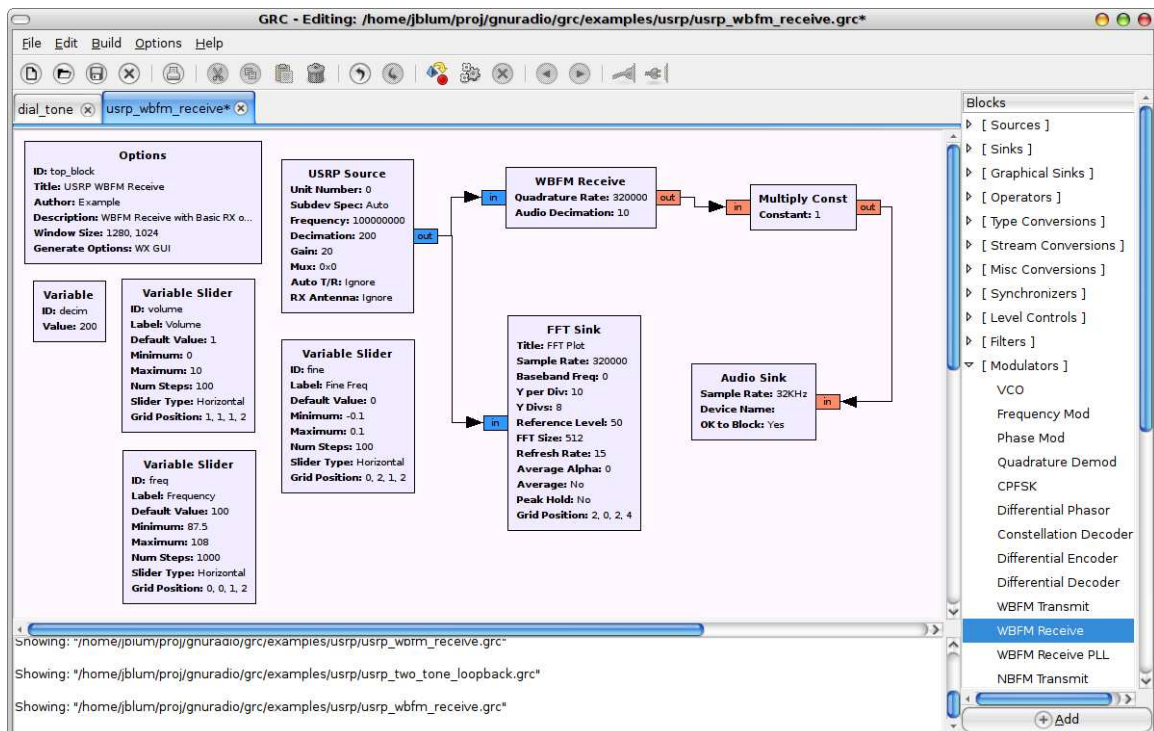 GRC - Editing: /home/jblum/proj/gnuradio/grc/examples/usrp/usrp_wbfm_receive.grc*
File Edit Build Options Help
dial_tone
usrp_wbfm_receive*
Options
ID: top_block
Title: USRP WBFM Receive
Author: Example
Description: WBFM Receive with Basic RX o...
Window Size: 1280, 1024
Generate Options: WX GUI
Variable
ID: decim
Value: 200
Variable Slider
ID: volume
Label: Volume
Default Value: 1
Minimum: 0
Maximum: 10
Num Steps: 100
Slider Type: Horizontal
Grid Position: 1, 1, 1, 2
Variable Slider
ID: freq
Label: Frequency
Default Value: 100
Minimum: 87.5
Maximum: 108
Num Steps: 1000
Slider Type: Horizontal
Grid Position: 0, 0, 1, 2
USRP Source
Unit Number: 0
Subdev Spec: Auto
Frequency: 100000000
Decimation: 200
Gain: 20
Mux: 0x0
Auto T/R: Ignore
RX Antenna: Ignore
out
Variable Slider
ID: fine
Label: Fine Freq
Default Value: 0
Minimum: -0.1
Maximum: 0.1
Num Steps: 100
Slider Type: Horizontal
Grid Position: 0, 2, 1, 2
in
WBFM Receive
Quadrature Rate: 320000
Audio Decimation: 10
out
in
Multiply Const
Constant: 1
out
in
FFT Sink
Title: FFT Plot
Sample Rate: 320000
Baseband Freq: 0
Y per Div: 10
Y Divs: 8
Reference Level: 50
FFT Size: 512
Refresh Rate: 15
Average Alpha: 0
Average: No
Peak Hold: No
Grid Position: 2, 0, 2, 4
Audio Sink
Sample Rate: 32KHz
Device Name:
OK to Block: Yes
in
Blocks
[ Sources ]
[ Sinks ]
[ Graphical Sinks ]
[ Operators ]
[ Type Conversions ]
[ Stream Conversions ]
[ Misc Conversions ]
[ Synchronizers ]
[ Level Controls ]
[ Filters ]
[ Modulators ]
VCO
Frequency Mod
Phase Mod
Quadrature Demod
CPFSK
Differential Phasor
Constellation Decoder
Differential Encoder
Differential Decoder
WBFM Transmit
WBFM Receive
WBFM Receive PLL
NBFM Transmit
Add
Showing: "/home/jblum/proj/gnuradio/grc/examples/usrp/usrp_wbfm_receive.grc"
Showing: "/home/jblum/proj/gnuradio/grc/examples/usrp/usrp_two_tone_loopback.grc"
Showing: "/home/jblum/proj/gnuradio/grc/examples/usrp/usrp_wbfm_receive.grc"